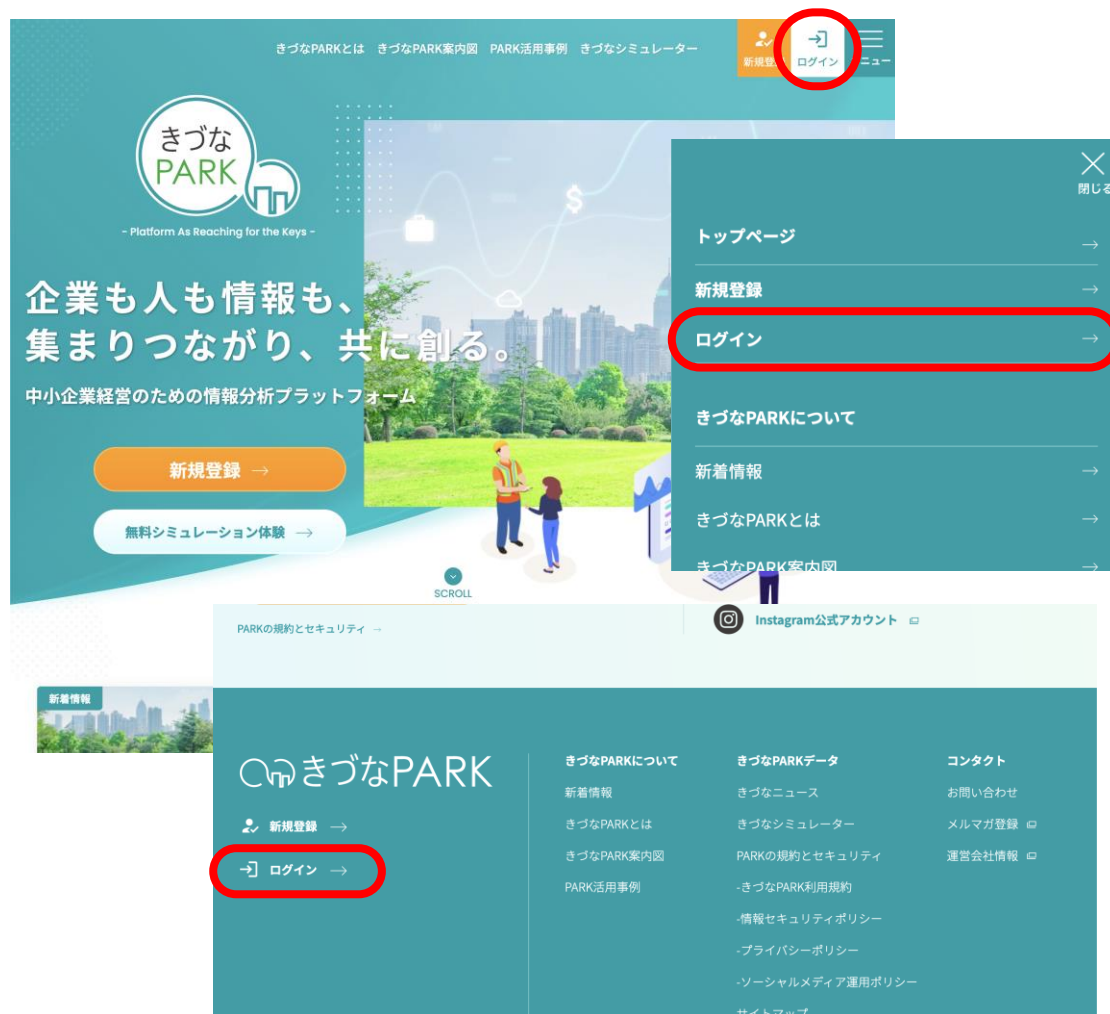 きづなPARKとは きづなPARK案内図 PARK活用事例 きづなシミュレーター
新規登
ログイン
ニュー
きづな
PARK
- Platform As Reaching for the Keys -
企業も人も情報も、
集まりつながり、共に創る。
中小企業経営のための情報分析プラットフォーム
新規登録 →
無料シミュレーション体験 →
SCROLL
閉じる
トップページ →
新規登録 →
ログイン →
きづなPARKについて
新着情報 →
きづなPARKとは →
きづなPARK案内図 →
新着情報
PARKの規約とセキュリティ →
Instagram公式アカウント
きづなPARK
新規登録 →
ログイン →
きづなPARKについて
新着情報
きづなPARKとは
きづなPARK案内図
PARK活用事例
きづなPARKデータ
きづなニュース
きづなシミュレーター
PARKの規約とセキュリティ
-きづなPARK利用規約
-情報セキュリティポリシー
-プライバシーポリシー
-ソーシャルメディア運用ポリシー
サイトマップ
コンタクト
お問い合わせ
メルマガ登録
運営会社情報